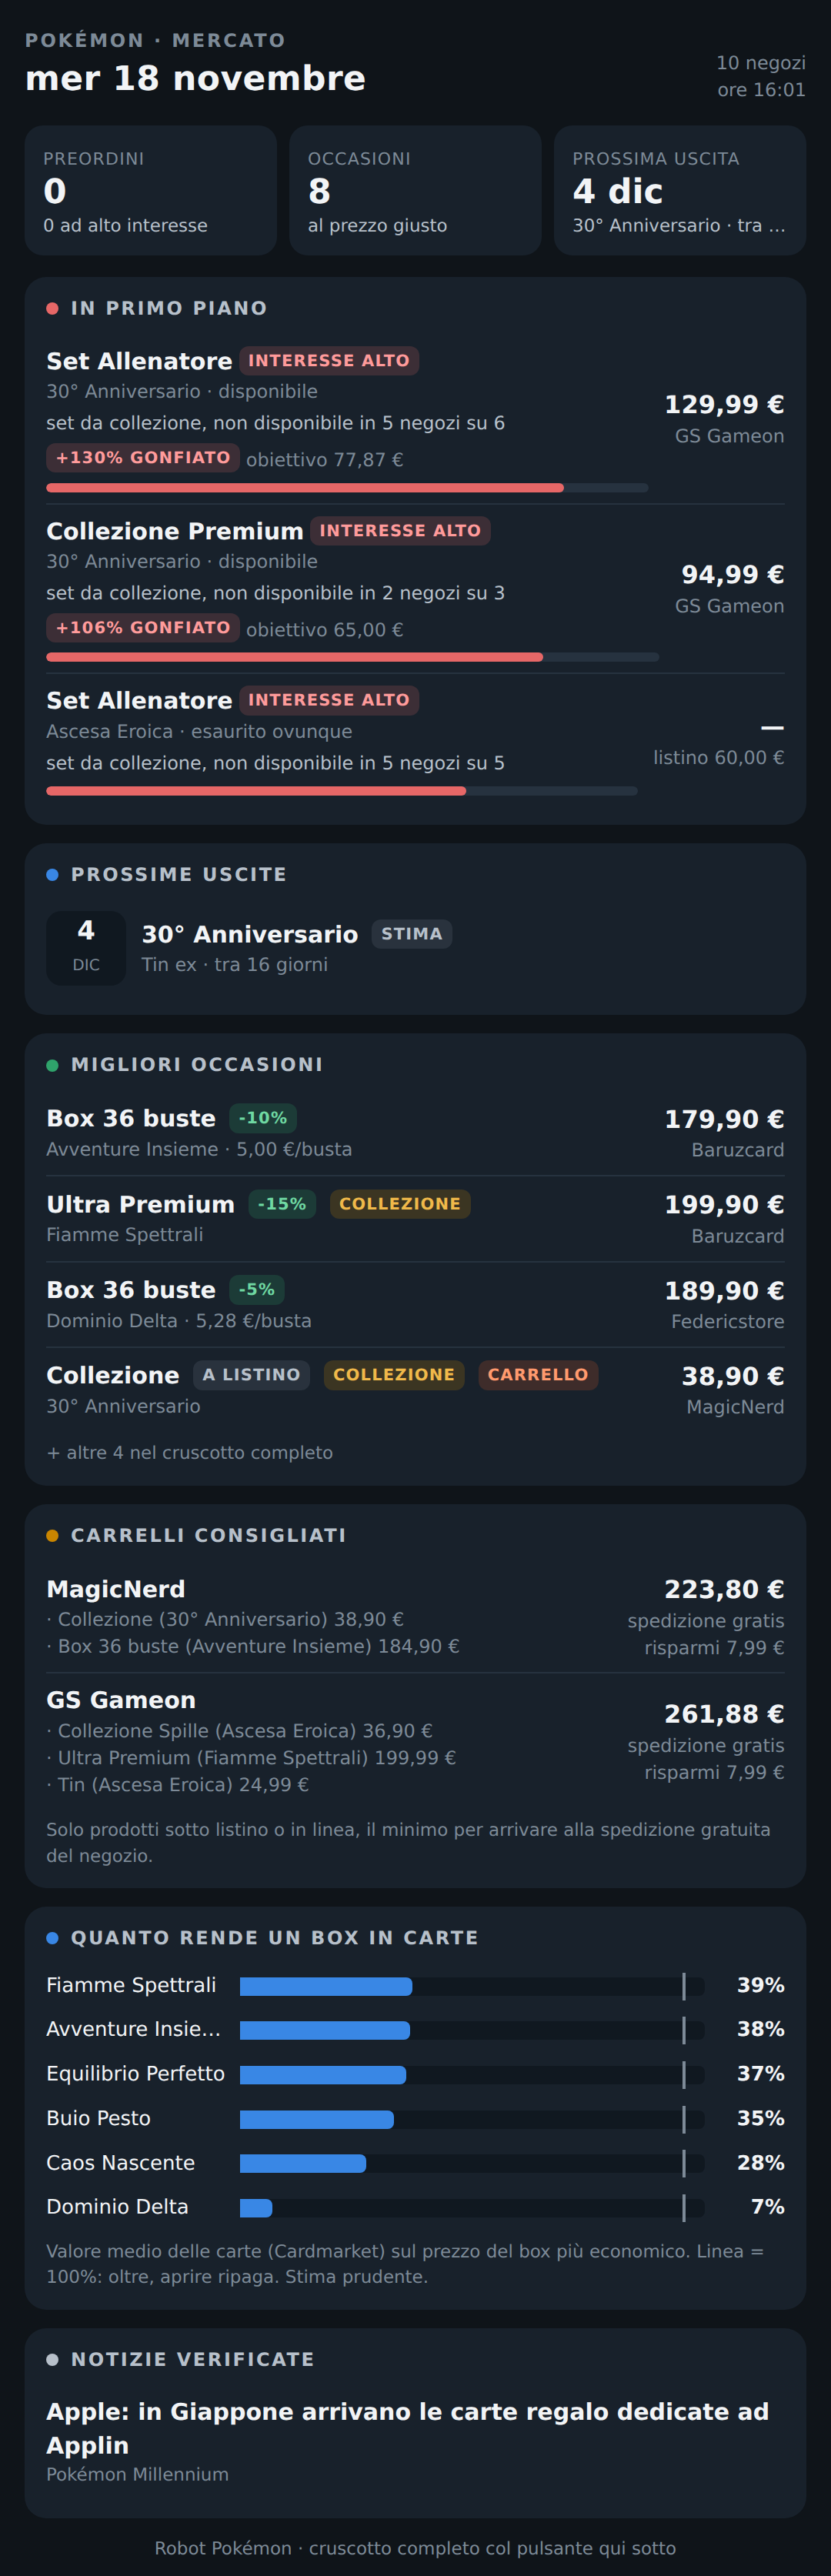 POKÉMON · MERCATO
mer 18 novembre
10 negozi
ore 16:01
PREORDINI
0
0 ad alto interesse
OCCASIONI
8
al prezzo giusto
PROSSIMA USCITA
4 dic
30° Anniversario · tra …
IN PRIMO PIANO
Set Allenatore INTERESSE ALTO
30° Anniversario · disponibile
set da collezione, non disponibile in 5 negozi su 6
+130% GONFIATO obiettivo 77,87 €
129,99 €
GS Gameon
Collezione Premium INTERESSE ALTO
30° Anniversario · disponibile
set da collezione, non disponibile in 2 negozi su 3
+106% GONFIATO obiettivo 65,00 €
94,99 €
GS Gameon
Set Allenatore INTERESSE ALTO
Ascesa Eroica · esaurito ovunque
set da collezione, non disponibile in 5 negozi su 5
—
listino 60,00 €
PROSSIME USCITE
4
DIC
30° Anniversario STIMA
Tin ex · tra 16 giorni
MIGLIORI OCCASIONI
Box 36 buste -10%
Avventure Insieme · 5,00 €/busta
179,90 €
Baruzcard
Ultra Premium -15% COLLEZIONE
Fiamme Spettrali
199,90 €
Baruzcard
Box 36 buste -5%
Dominio Delta · 5,28 €/busta
189,90 €
Federicstore
Collezione A LISTINO COLLEZIONE CARRELLO
30° Anniversario
38,90 €
MagicNerd
+ altre 4 nel cruscotto completo
CARRELLI CONSIGLIATI
MagicNerd
· Collezione (30° Anniversario) 38,90 €
· Box 36 buste (Avventure Insieme) 184,90 €
223,80 €
spedizione gratis
risparmi 7,99 €
GS Gameon
· Collezione Spille (Ascesa Eroica) 36,90 €
· Ultra Premium (Fiamme Spettrali) 199,99 €
· Tin (Ascesa Eroica) 24,99 €
261,88 €
spedizione gratis
risparmi 7,99 €
Solo prodotti sotto listino o in linea, il minimo per arrivare alla spedizione gratuita
del negozio.
QUANTO RENDE UN BOX IN CARTE
Fiamme Spettrali 39%
Avventure Insie… 38%
Equilibrio Perfetto 37%
Buio Pesto 35%
Caos Nascente 28%
Dominio Delta 7%
Valore medio delle carte (Cardmarket) sul prezzo del box più economico. Linea =
100%: oltre, aprire ripaga. Stima prudente.
NOTIZIE VERIFICATE
Apple: in Giappone arrivano le carte regalo dedicate ad
Applin
Pokémon Millennium
Robot Pokémon · cruscotto completo col pulsante qui sotto